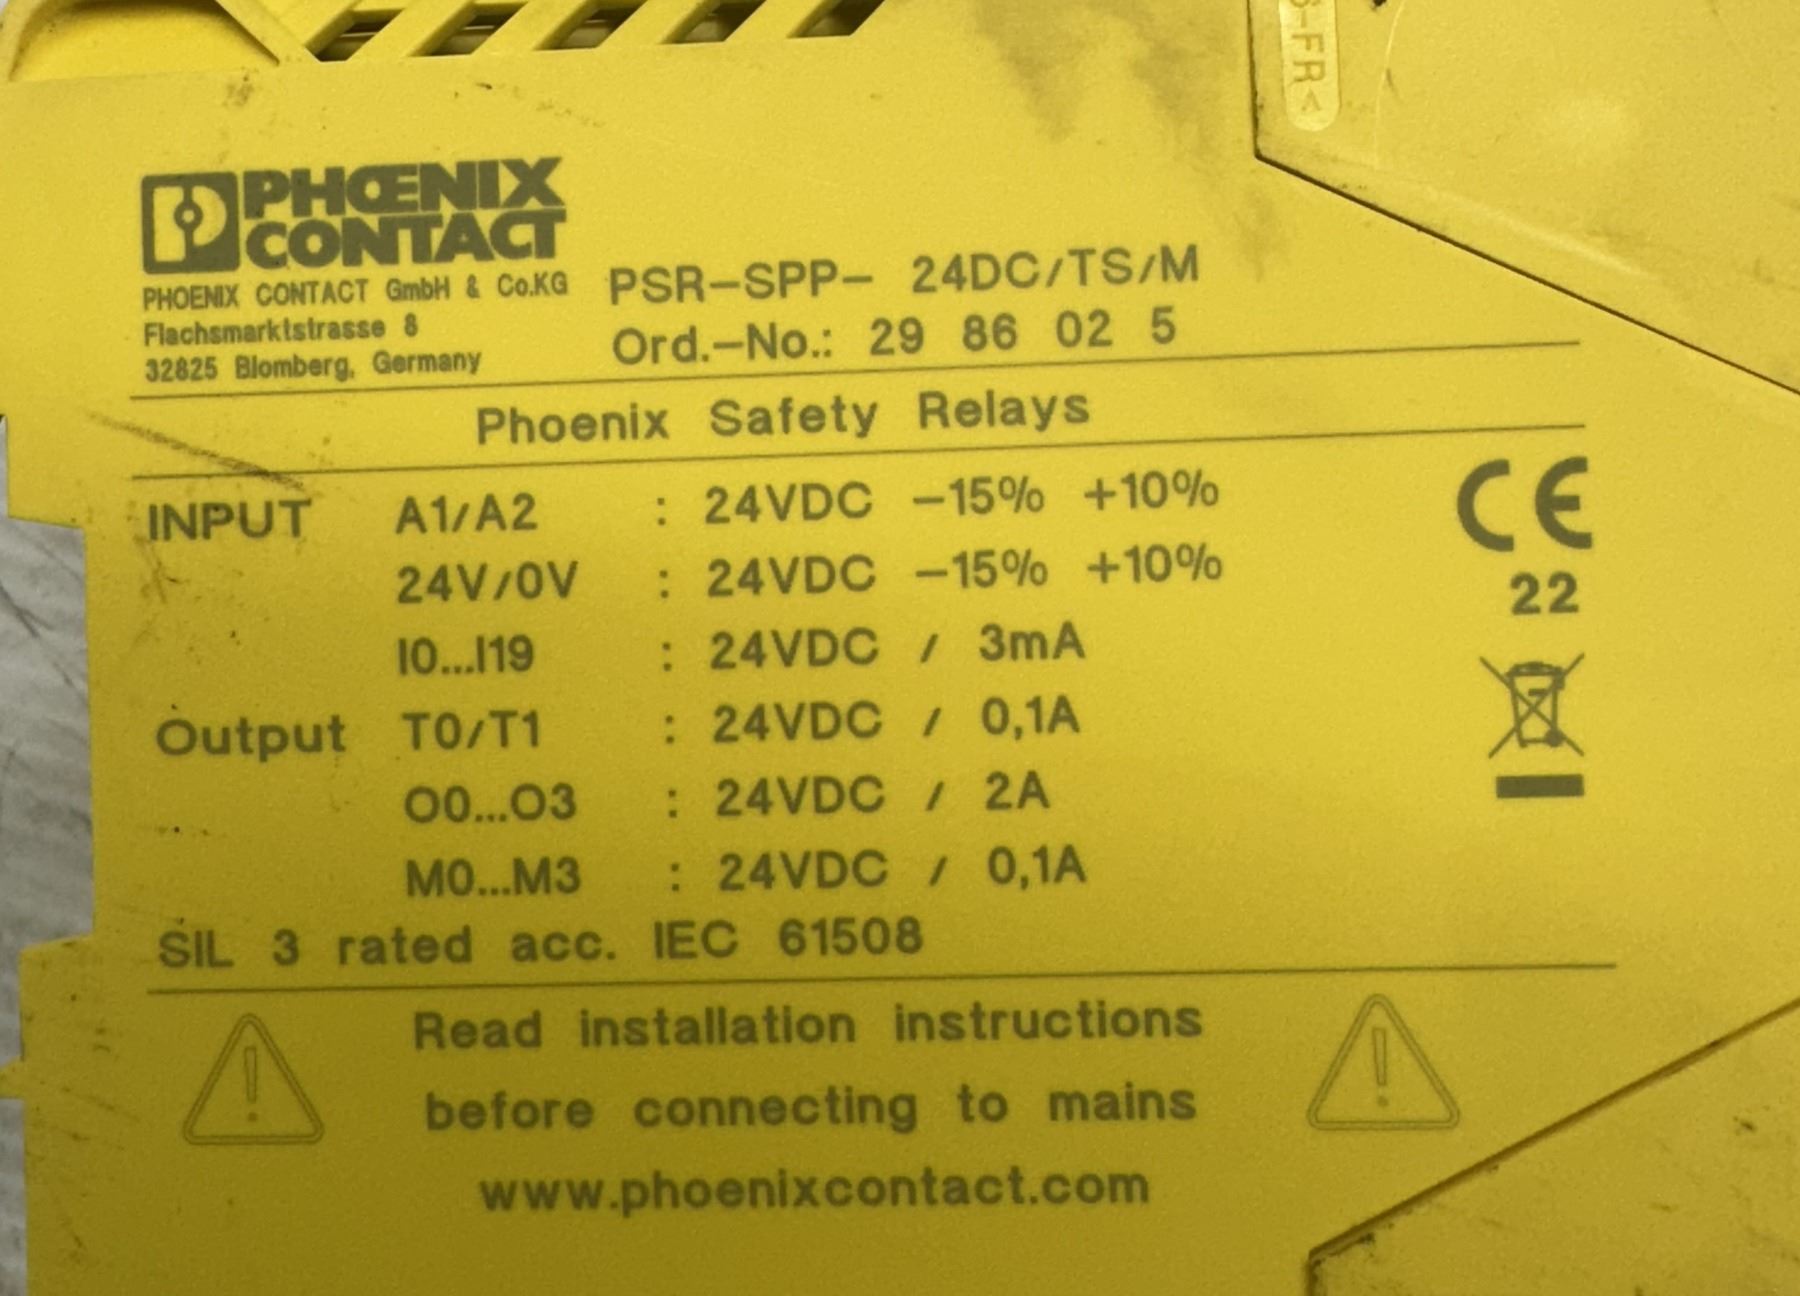 -FR<
PHŒNIX
CONTACT
PHOENIX CONTACT GmbH & Co.KG
Flachsmarktstrasse 8
32825 Blomberg, Germany
PSR-SPP- 24DC/TS/M
Ord.-No.: 29 86 02 5
Phoenix Safety Relays
INPUT A1/A2 : 24VDC -15% +10%
24V/0V : 24VDC -15% +10%
I0...I19 : 24VDC / 3mA
Output T0/T1 : 24VDC / 0,1A
O0...O3 : 24VDC / 2A
M0...M3 : 24VDC / 0,1A
SIL 3 rated acc. IEC 61508
CE
22
Read installation instructions
before connecting to mains
www.phoenixcontact.com